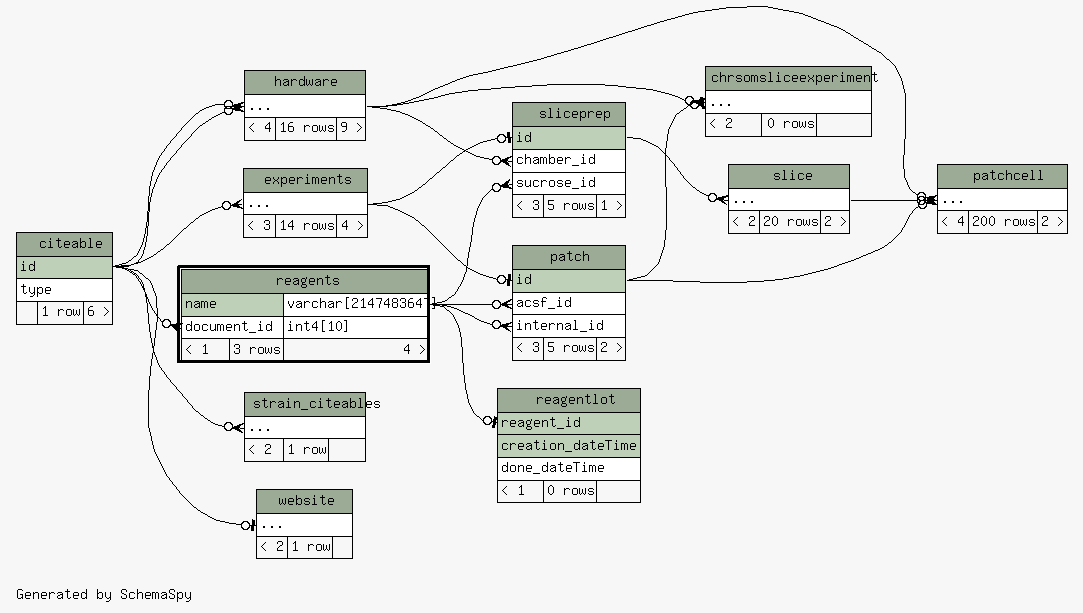 hardware
...
< 4 16 rows 9 >
chrsomsliceexperiment
...
< 2 0 rows
sliceprep
id
chamber_id
sucrose_id
< 3 5 rows 1 >
experiments
...
< 3 14 rows 4 >
slice
...
< 2 20 rows 2 >
patchcell
...
< 4 200 rows 2 >
citeable
id
type
1 row 6 >
reagents
name varchar[214748364
document_id int4[10]
< 1 3 rows 4 >
patch
id
acsf_id
internal_id
< 3 5 rows 2 >
strain_citeables
...
< 2 1 row
reagentlot
reagent_id
creation_dateTime
done_dateTime
< 1 0 rows
website
...
< 2 1 row
Generated by SchemaSpy